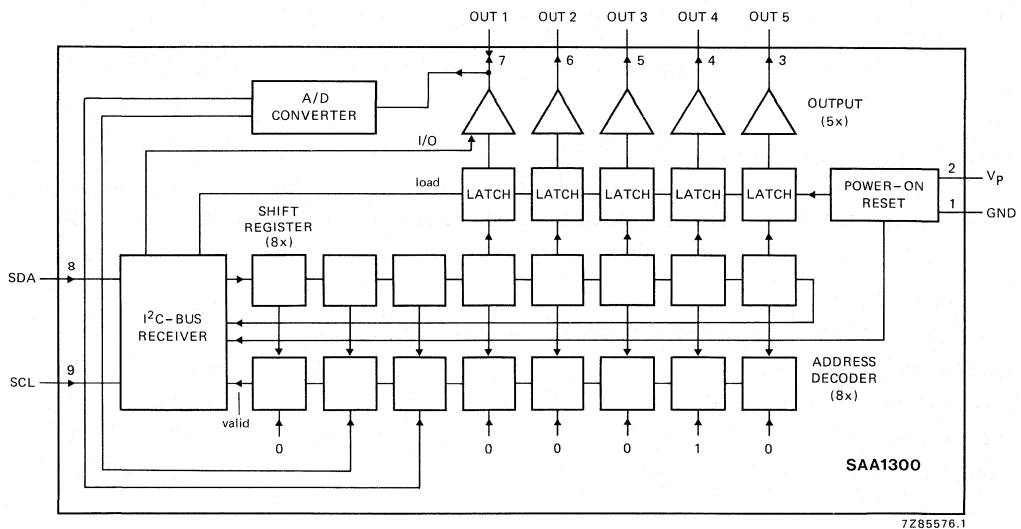 OUT 1 OUT 2 OUT 3 OUT 4 OUT 5
7 6 5 4 3
A/D
CONVERTER
OUTPUT
(5x)
I/O
load
LATCH LATCH LATCH LATCH LATCH
POWER-ON
RESET
2 VP
1 GND
SHIFT
REGISTER
(8x)
SDA 8
I²C-BUS
RECEIVER
SCL 9
valid
ADDRESS
DECODER
(8x)
0 0 0 0 1 0
SAA1300
7Z85576.1